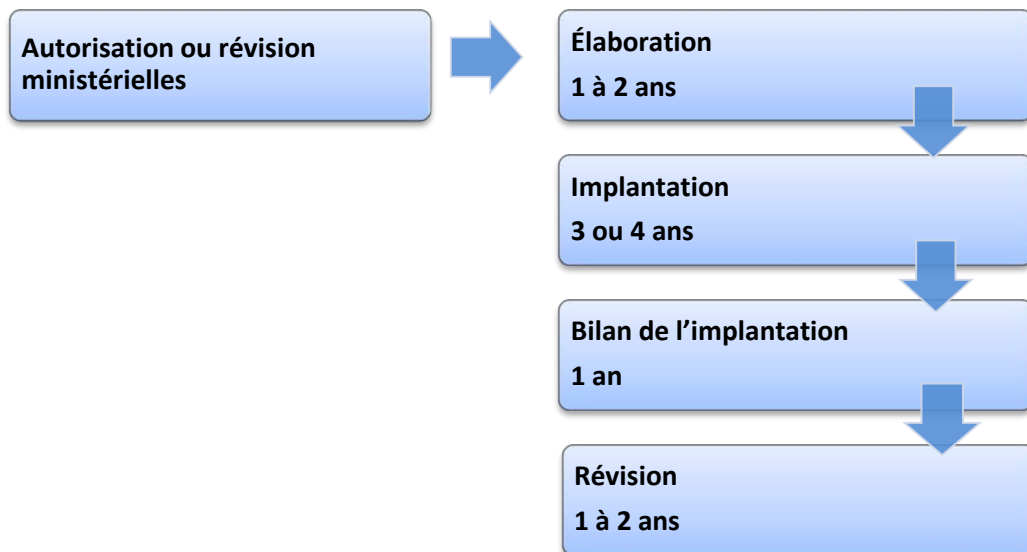 Autorisation ou révision
ministérielles
Élaboration
1 à 2 ans
Implantation
3 ou 4 ans
Bilan de l’implantation
1 an
Révision
1 à 2 ans